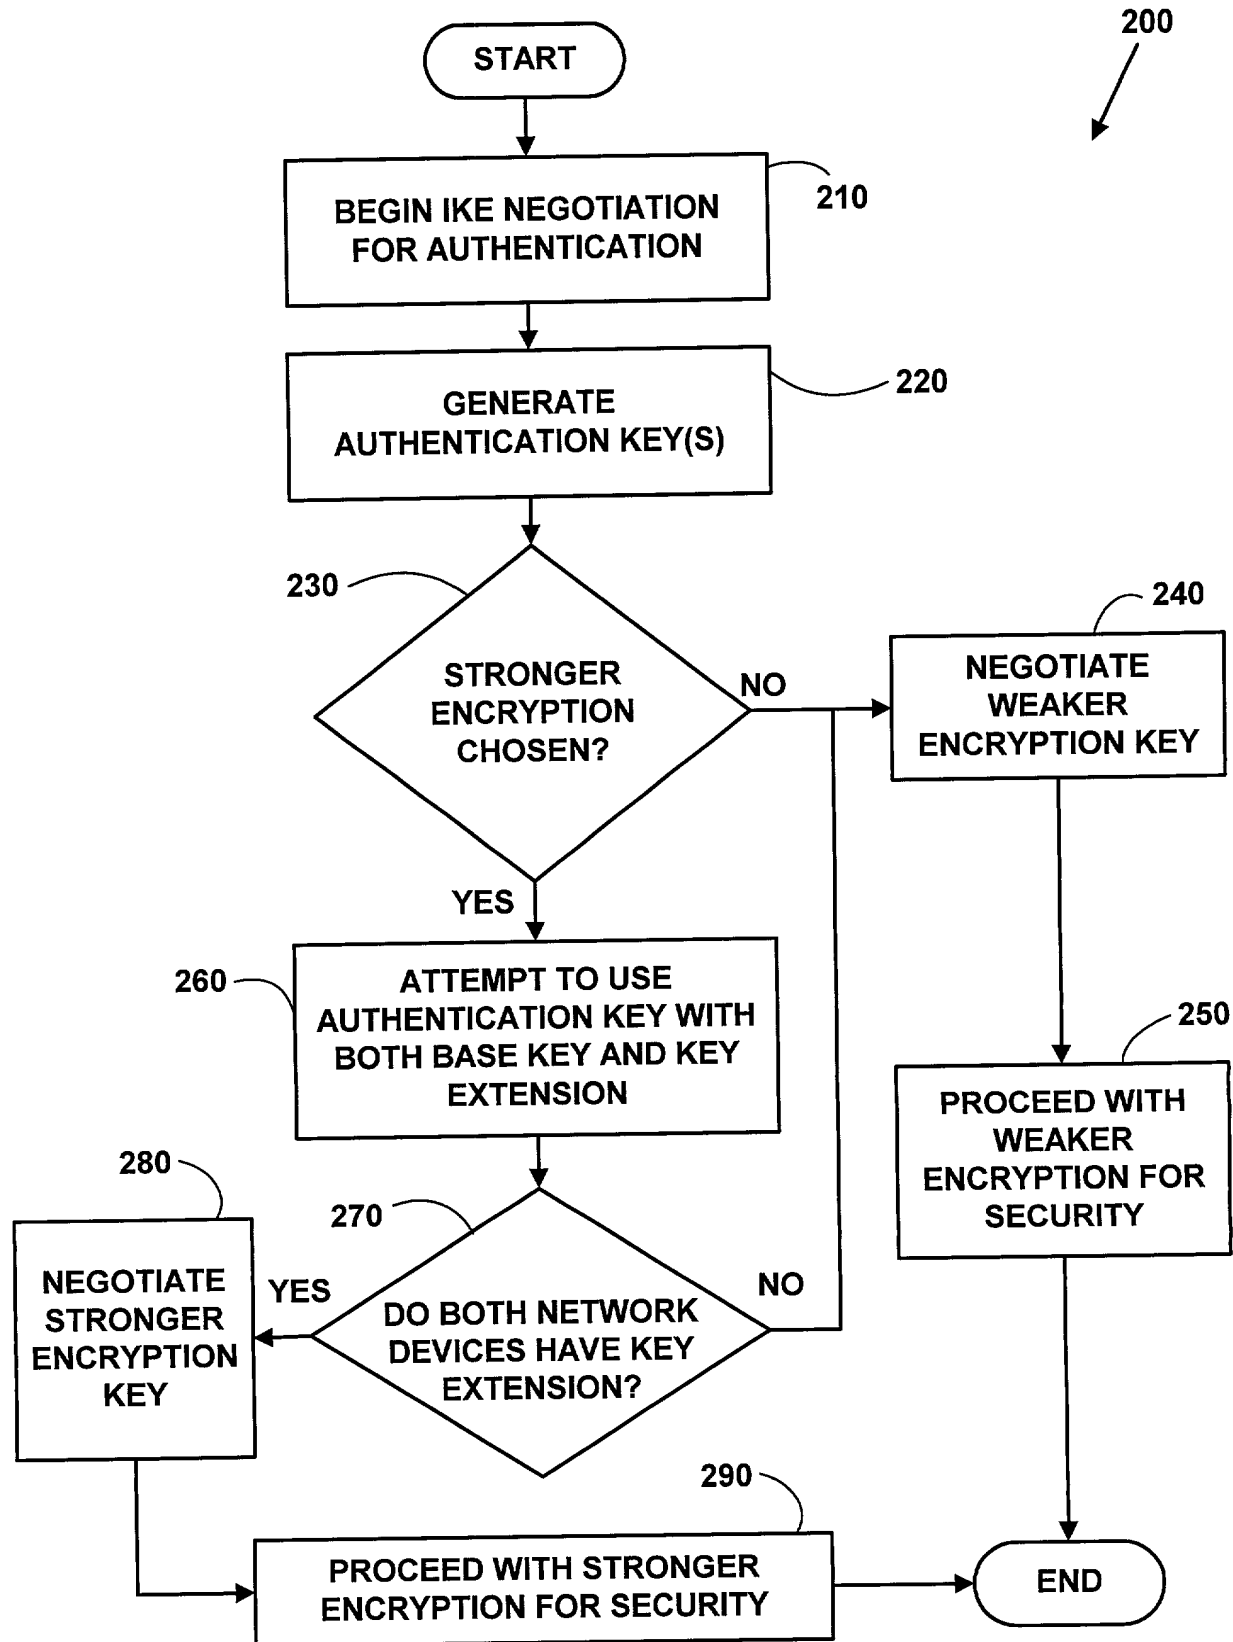 200
START
210
BEGIN IKE NEGOTIATION
FOR AUTHENTICATION
220
GENERATE
AUTHENTICATION KEY(S)
230
STRONGER
ENCRYPTION
CHOSEN?
NO
240
NEGOTIATE
WEAKER
ENCRYPTION KEY
YES
260
ATTEMPT TO USE
AUTHENTICATION KEY WITH
BOTH BASE KEY AND KEY
EXTENSION
250
PROCEED WITH
WEAKER
ENCRYPTION FOR
SECURITY
270
DO BOTH NETWORK
DEVICES HAVE KEY
EXTENSION?
NO
YES
280
NEGOTIATE
STRONGER
ENCRYPTION
KEY
290
PROCEED WITH STRONGER
ENCRYPTION FOR SECURITY
END